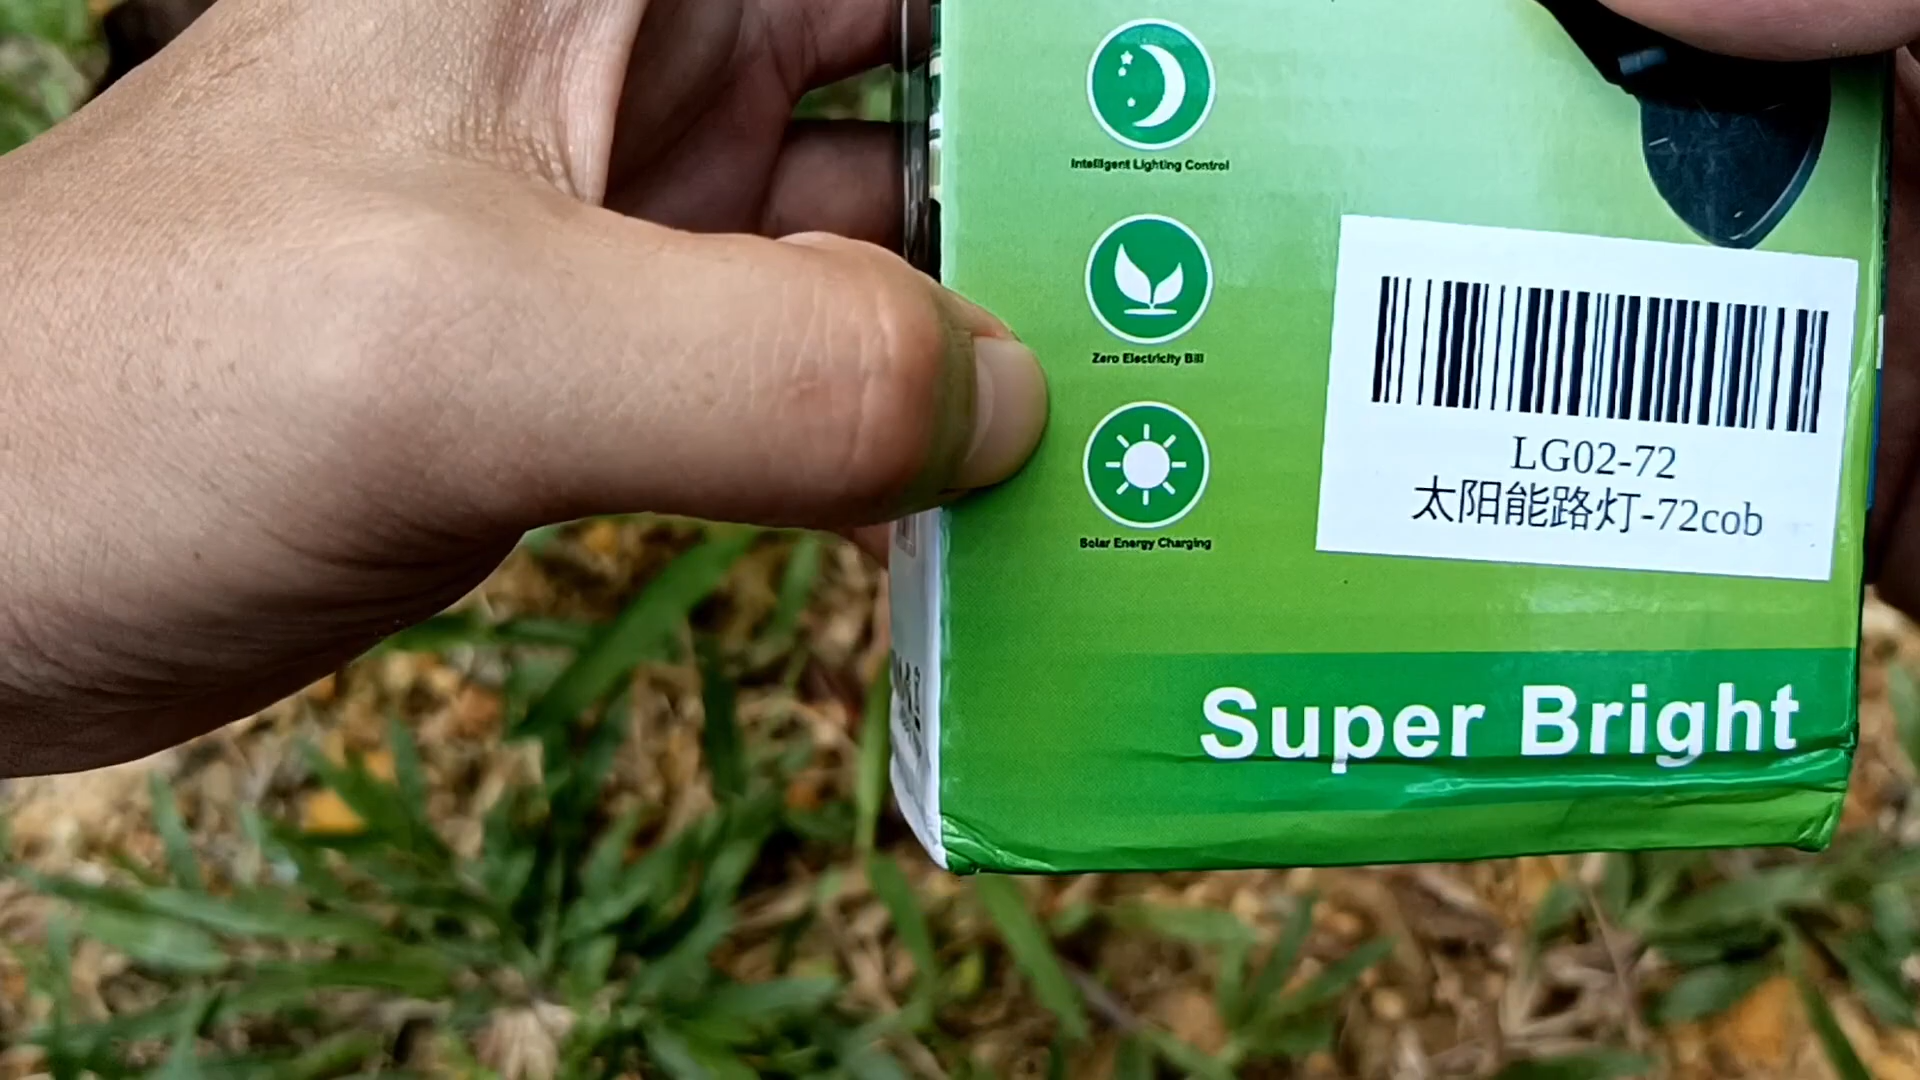 Intelligent Lighting Control
Zero Electricity Bill
Solar Energy Charging
LG02-72
太阳能路灯-72cob
Super Bright